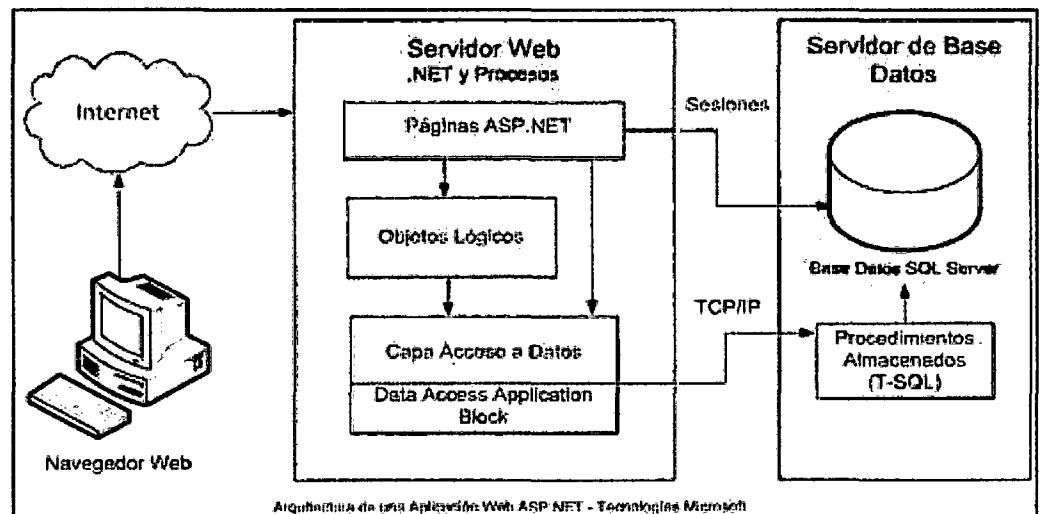 Internet
Navegador Web
Servidor Web
.NET y Procesos
Páginas ASP.NET
Objetos Lógicos
Capa Acceso a Datos
Data Access Application
Block
Sesiones
TCP/IP
Servidor de Base
Datos
Base Datos SQL Server
Procedimientos
Almacenados
(T-SQL)
Arquitectura de una Aplicación Web ASP.NET - Tecnologías Microsoft